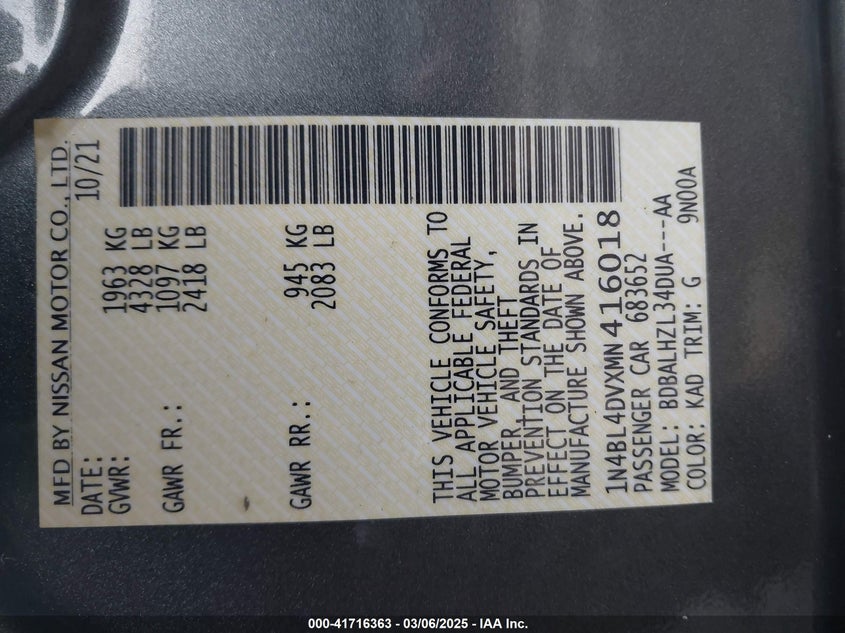 MFD BY NISSAN MOTOR CO., LTD.
DATE: 10/21
GVWR: 1963 KG
4328 LB
GAWR FR.: 1097 KG
2418 LB
GAWR RR.: 945 KG
2083 LB
THIS VEHICLE CONFORMS TO
ALL APPLICABLE FEDERAL
MOTOR VEHICLE SAFETY,
BUMPER, AND THEFT
PREVENTION STANDARDS IN
EFFECT ON THE DATE OF
MANUFACTURE SHOWN ABOVE.
1N4BL4DVXMN416018
PASSENGER CAR 683652
MODEL: BDBALHZL34DUA---AA
COLOR: KAD TRIM: G 9N00A
000-41716363 - 03/06/2025 - IAA Inc.